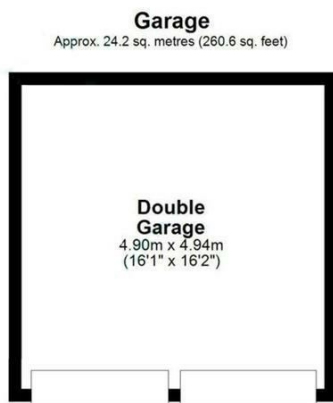 Garage
Approx. 24.2 sq. metres (260.6 sq. feet)
Double
Garage
4.90m x 4.94m
(16'1" x 16'2")